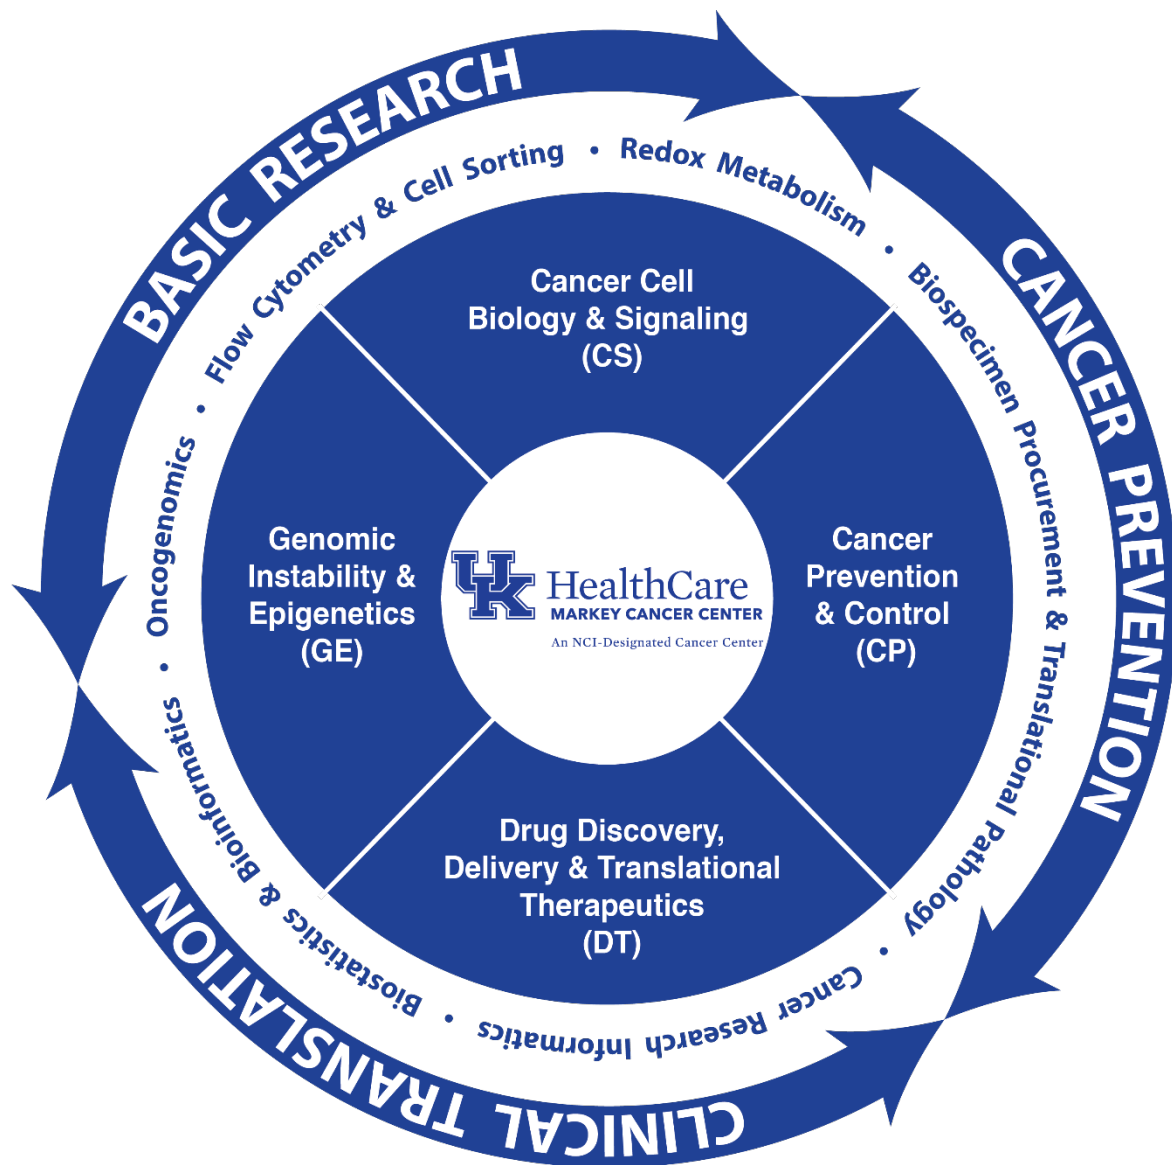 BASIC RESEARCH
CANCER PREVENTION
CLINICAL TRANSLATION
Flow Cytometry & Cell Sorting • Redox Metabolism • Biospecimen Procurement & Translational Pathology • Cancer Research Informatics • Biostatistics & Bioinformatics • Oncogenomics •
Cancer Cell
Biology & Signaling
(CS)
Genomic
Instability &
Epigenetics
(GE)
UK HealthCare
MARKEY CANCER CENTER
An NCI-Designated Cancer Center
Cancer
Prevention
& Control
(CP)
Drug Discovery,
Delivery & Translational
Therapeutics
(DT)